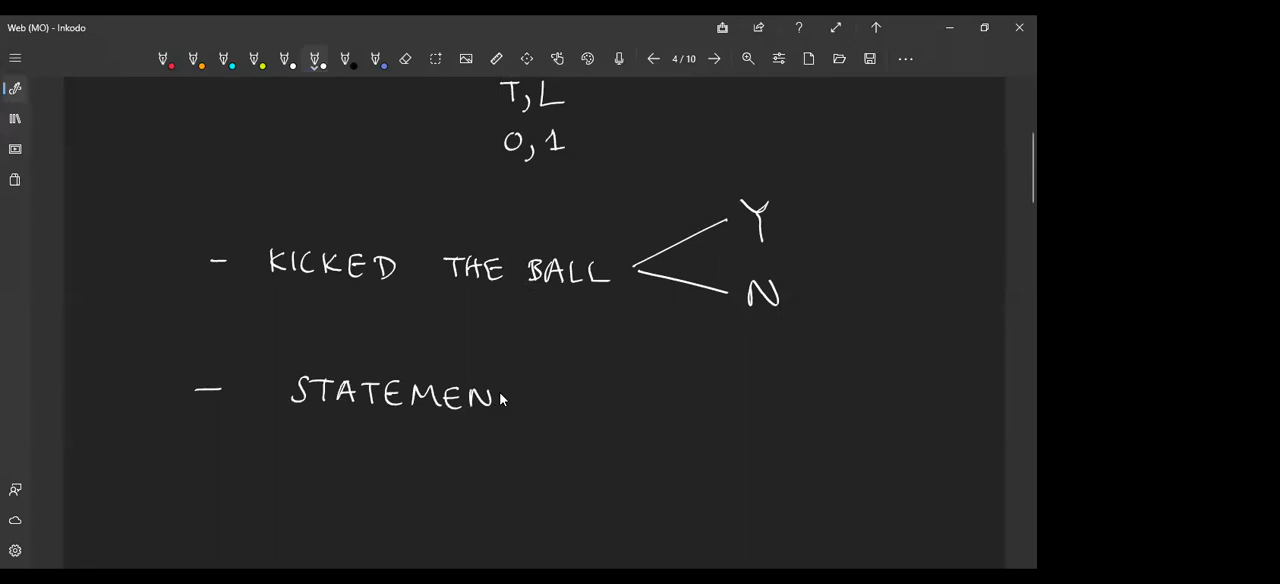 Web (MO) - Inkodo
4 / 10
T, L
0, 1
- KICKED THE BALL
Y
N
- STATEMEN